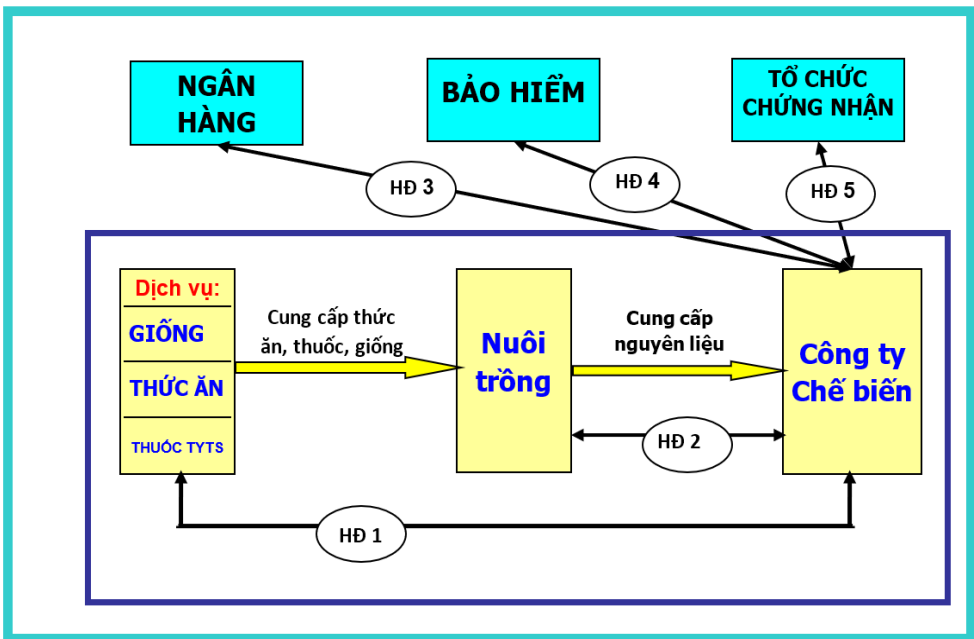 NGÂN
HÀNG
BẢO HIỂM
TỔ CHỨC
CHỨNG NHẬN
HĐ 3
HĐ 4
HĐ 5
Dịch vụ:
GIỐNG
THỨC ĂN
THUỐC TYTS
Cung cấp thức
ăn, thuốc, giống
Nuôi
trồng
Cung cấp
nguyên liệu
Công ty
Chế biến
HĐ 2
HĐ 1